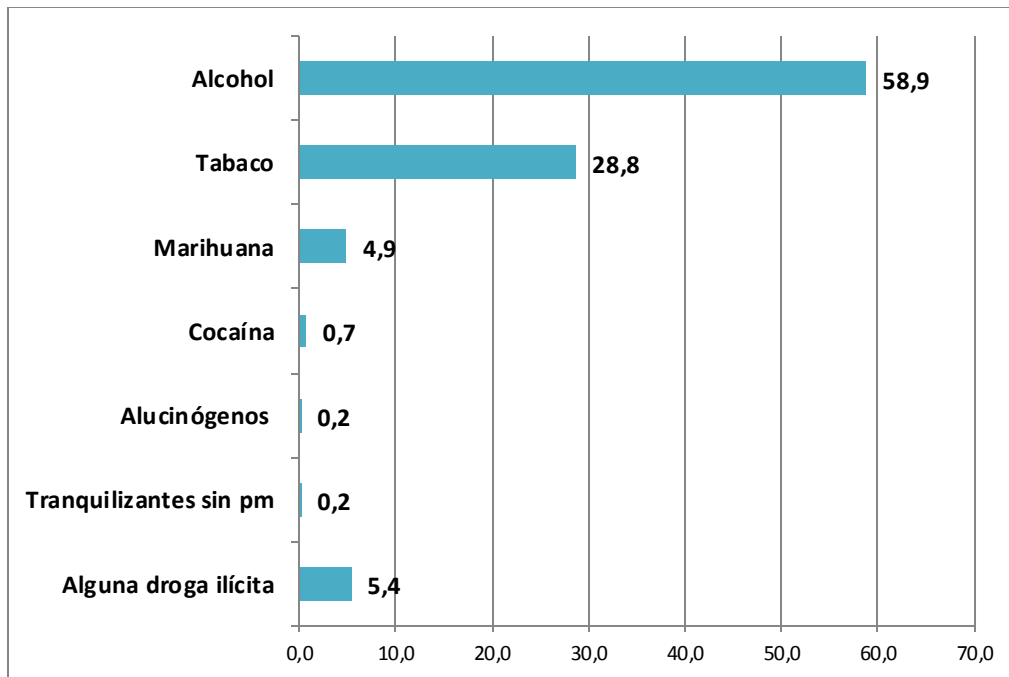 Alcohol 58,9
Tabaco 28,8
Marihuana 4,9
Cocaína 0,7
Alucinógenos 0,2
Tranquilizantes sin pm 0,2
Alguna droga ilícita 5,4
0,0 10,0 20,0 30,0 40,0 50,0 60,0 70,0